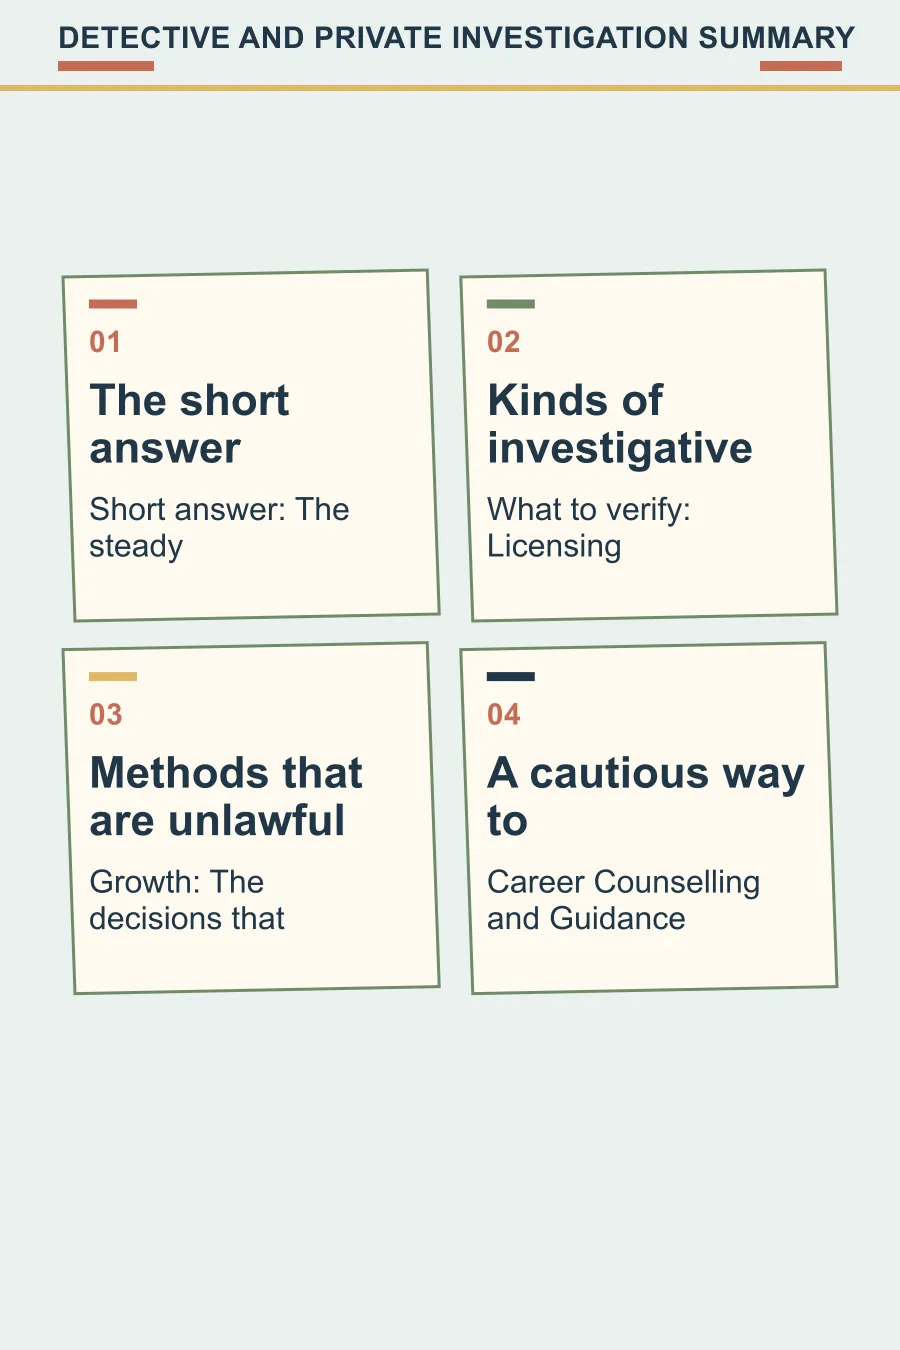 DETECTIVE AND PRIVATE INVESTIGATION SUMMARY
01
The short
answer
Short answer: The
steady
02
Kinds of
investigative
What to verify:
Licensing
03
Methods that
are unlawful
Growth: The
decisions that
04
A cautious way
to
Career Counselling
and Guidance